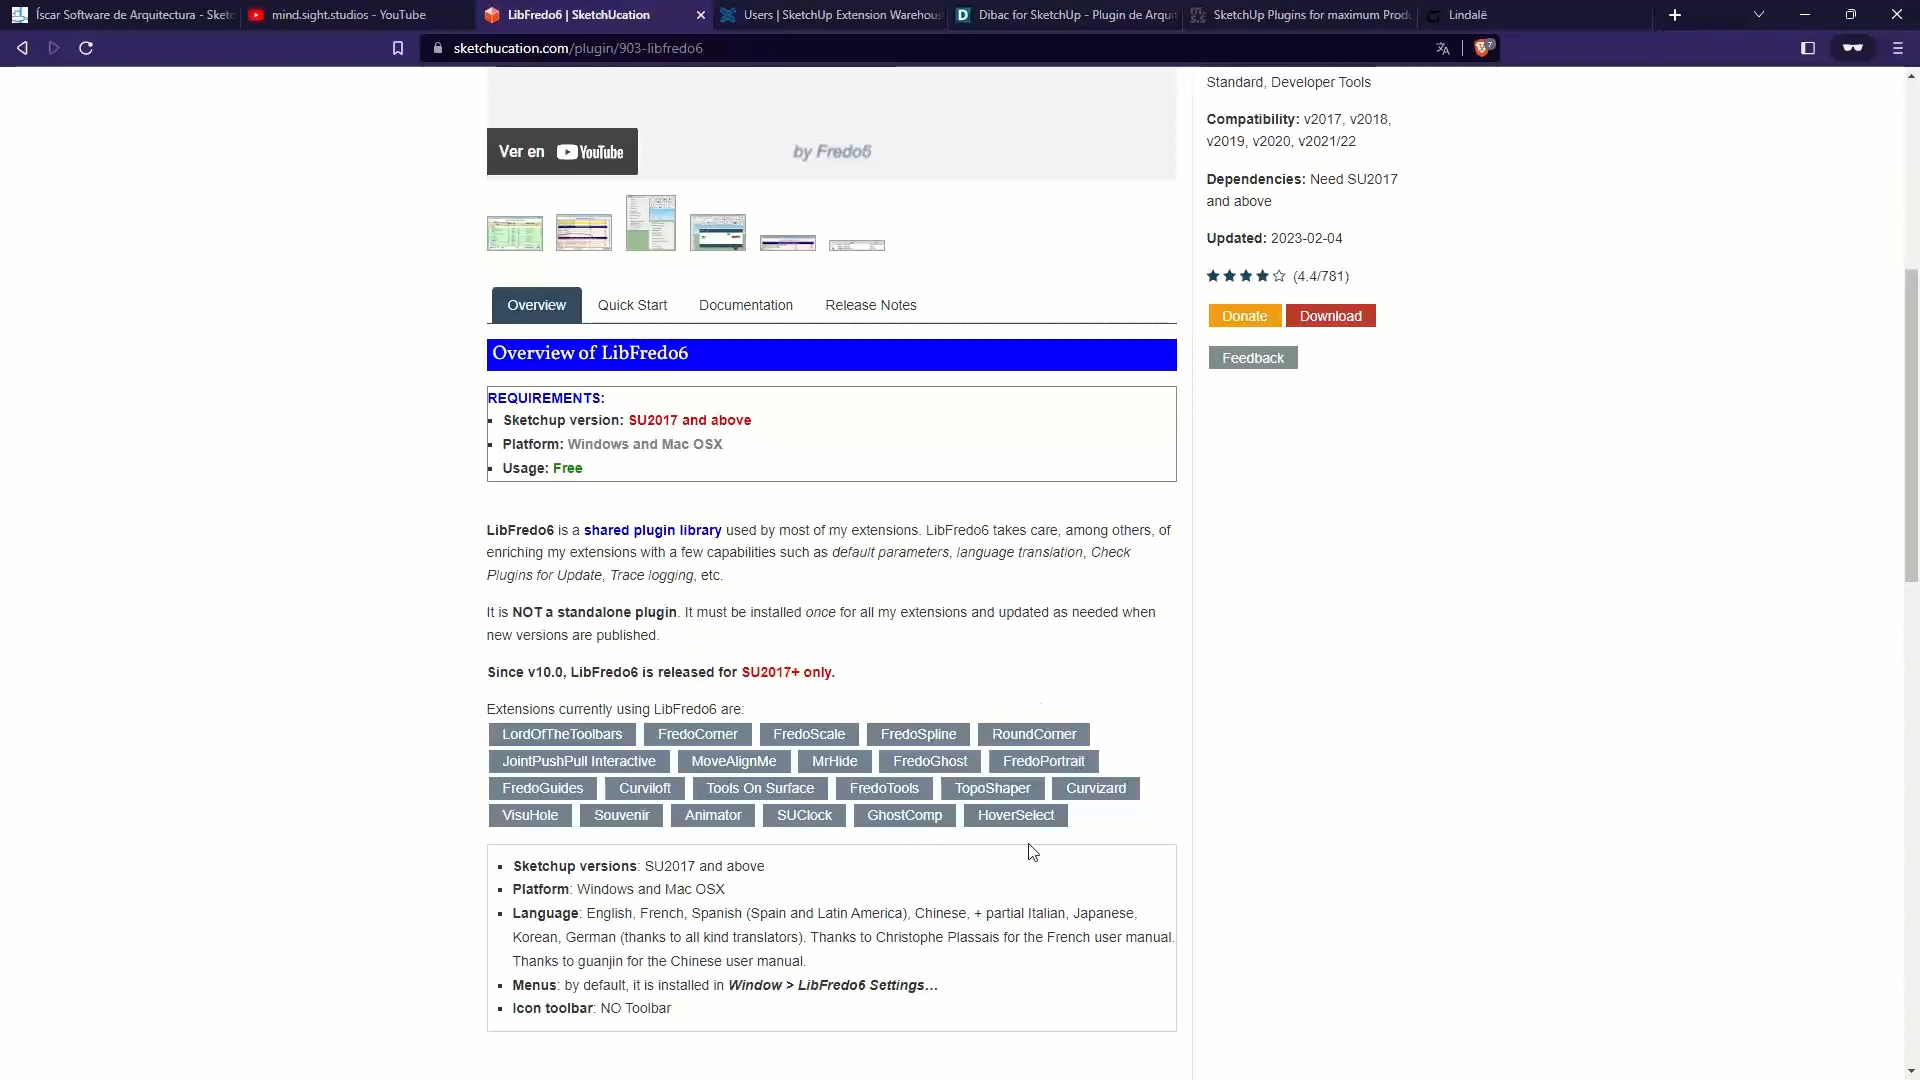 Íscar Software de Arquitectura - Sketc
mind.sight.studios - YouTube
LibFredo6 | SketchUcation
Users | SketchUp Extension Warehous
Dibac for SketchUp - Plugin de Arqui
SketchUp Plugins for maximum Prod
Lindalë
sketchucation.com/plugin/903-libfredo6
7
Ver en YouTube
by Fredo6
Overview
Quick Start
Documentation
Release Notes
Overview of LibFredo6
REQUIREMENTS:
Sketchup version: SU2017 and above
Platform: Windows and Mac OSX
Usage: Free
LibFredo6 is a shared plugin library used by most of my extensions. LibFredo6 takes care, among others, of
enriching my extensions with a few capabilities such as default parameters, language translation, Check
Plugins for Update, Trace logging, etc.
It is NOT a standalone plugin. It must be installed once for all my extensions and updated as needed when
new versions are published.
Since v10.0, LibFredo6 is released for SU2017+ only.
Extensions currently using LibFredo6 are:
LordOfTheToolbars FredoCorner FredoScale FredoSpline RoundCorner
JointPushPull Interactive MoveAlignMe MrHide FredoGhost FredoPortrait
FredoGuides Curviloft Tools On Surface FredoTools TopoShaper Curvizard
VisuHole Souvenir Animator SUClock GhostComp HoverSelect
Sketchup versions: SU2017 and above
Platform: Windows and Mac OSX
Language: English, French, Spanish (Spain and Latin America), Chinese, + partial Italian, Japanese,
Korean, German (thanks to all kind translators). Thanks to Christophe Plassais for the French user manual.
Thanks to guanjin for the Chinese user manual.
Menus: by default, it is installed in Window > LibFredo6 Settings...
Icon toolbar: NO Toolbar
Standard, Developer Tools
Compatibility: v2017, v2018,
v2019, v2020, v2021/22
Dependencies: Need SU2017
and above
Updated: 2023-02-04
(4.4/781)
Donate
Download
Feedback